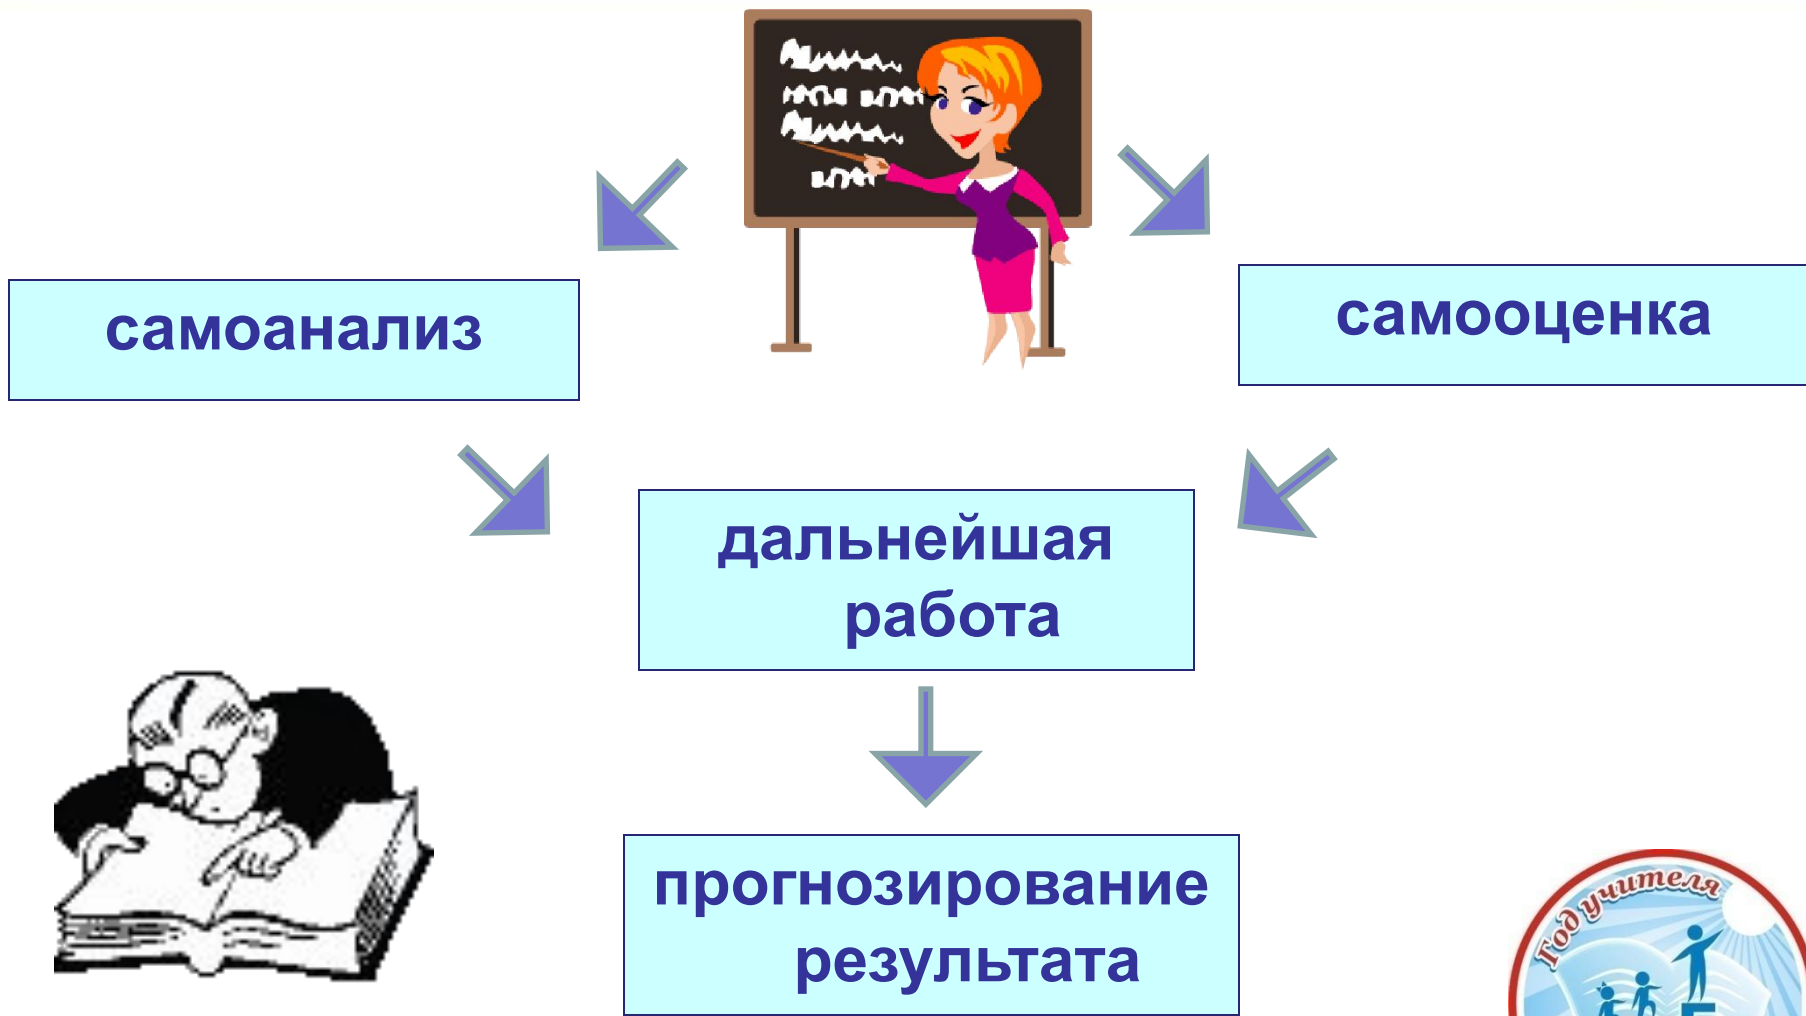 самоанализ
самооценка
дальнейшая
работа
прогнозирование
результата
Год учителя